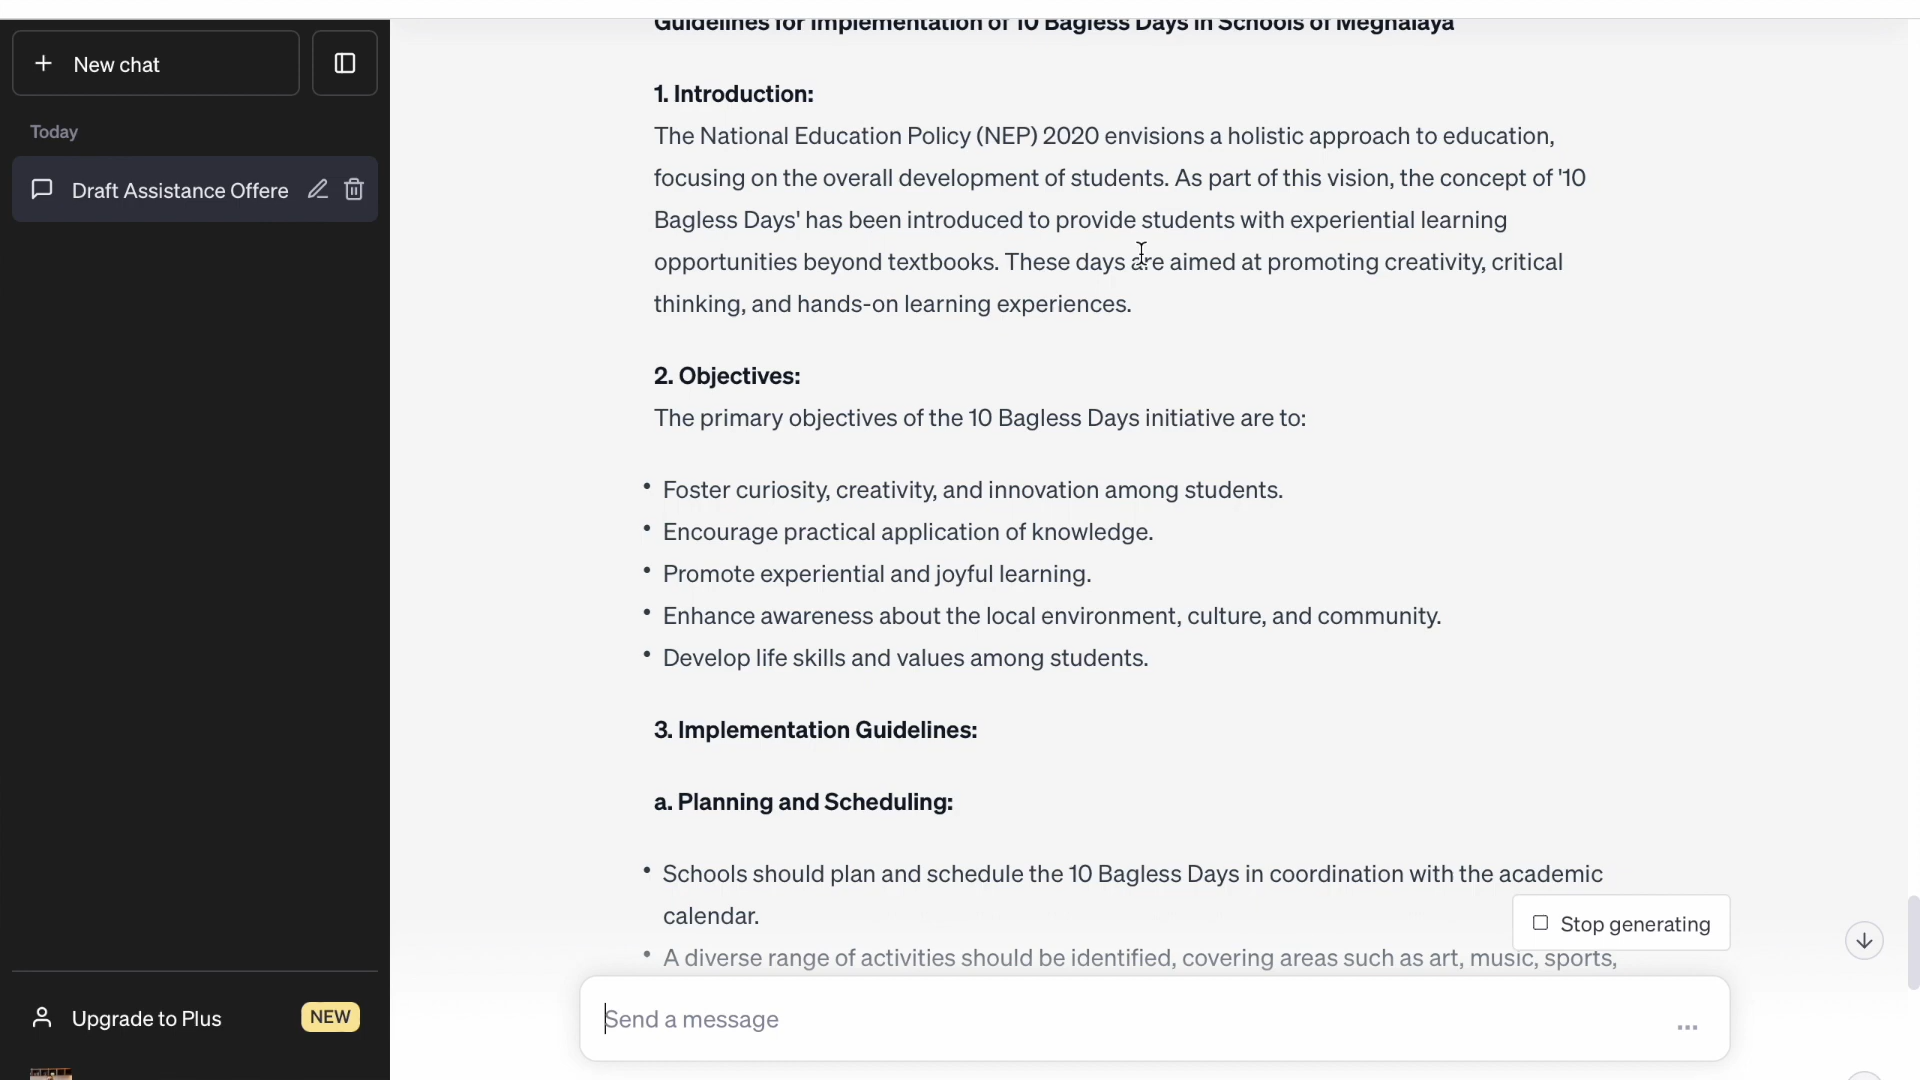 Guidelines for Implementation of 10 Bagless Days in Schools of Meghalaya
New chat
Today
Draft Assistance Offere
1. Introduction:
The National Education Policy (NEP) 2020 envisions a holistic approach to education,
focusing on the overall development of students. As part of this vision, the concept of '10
Bagless Days' has been introduced to provide students with experiential learning
opportunities beyond textbooks. These days are aimed at promoting creativity, critical
thinking, and hands-on learning experiences.
2. Objectives:
The primary objectives of the 10 Bagless Days initiative are to:
• Foster curiosity, creativity, and innovation among students.
• Encourage practical application of knowledge.
• Promote experiential and joyful learning.
• Enhance awareness about the local environment, culture, and community.
• Develop life skills and values among students.
3. Implementation Guidelines:
a. Planning and Scheduling:
• Schools should plan and schedule the 10 Bagless Days in coordination with the academic
calendar.
• A diverse range of activities should be identified, covering areas such as art, music, sports,
Stop generating
Send a message
Upgrade to Plus
NEW